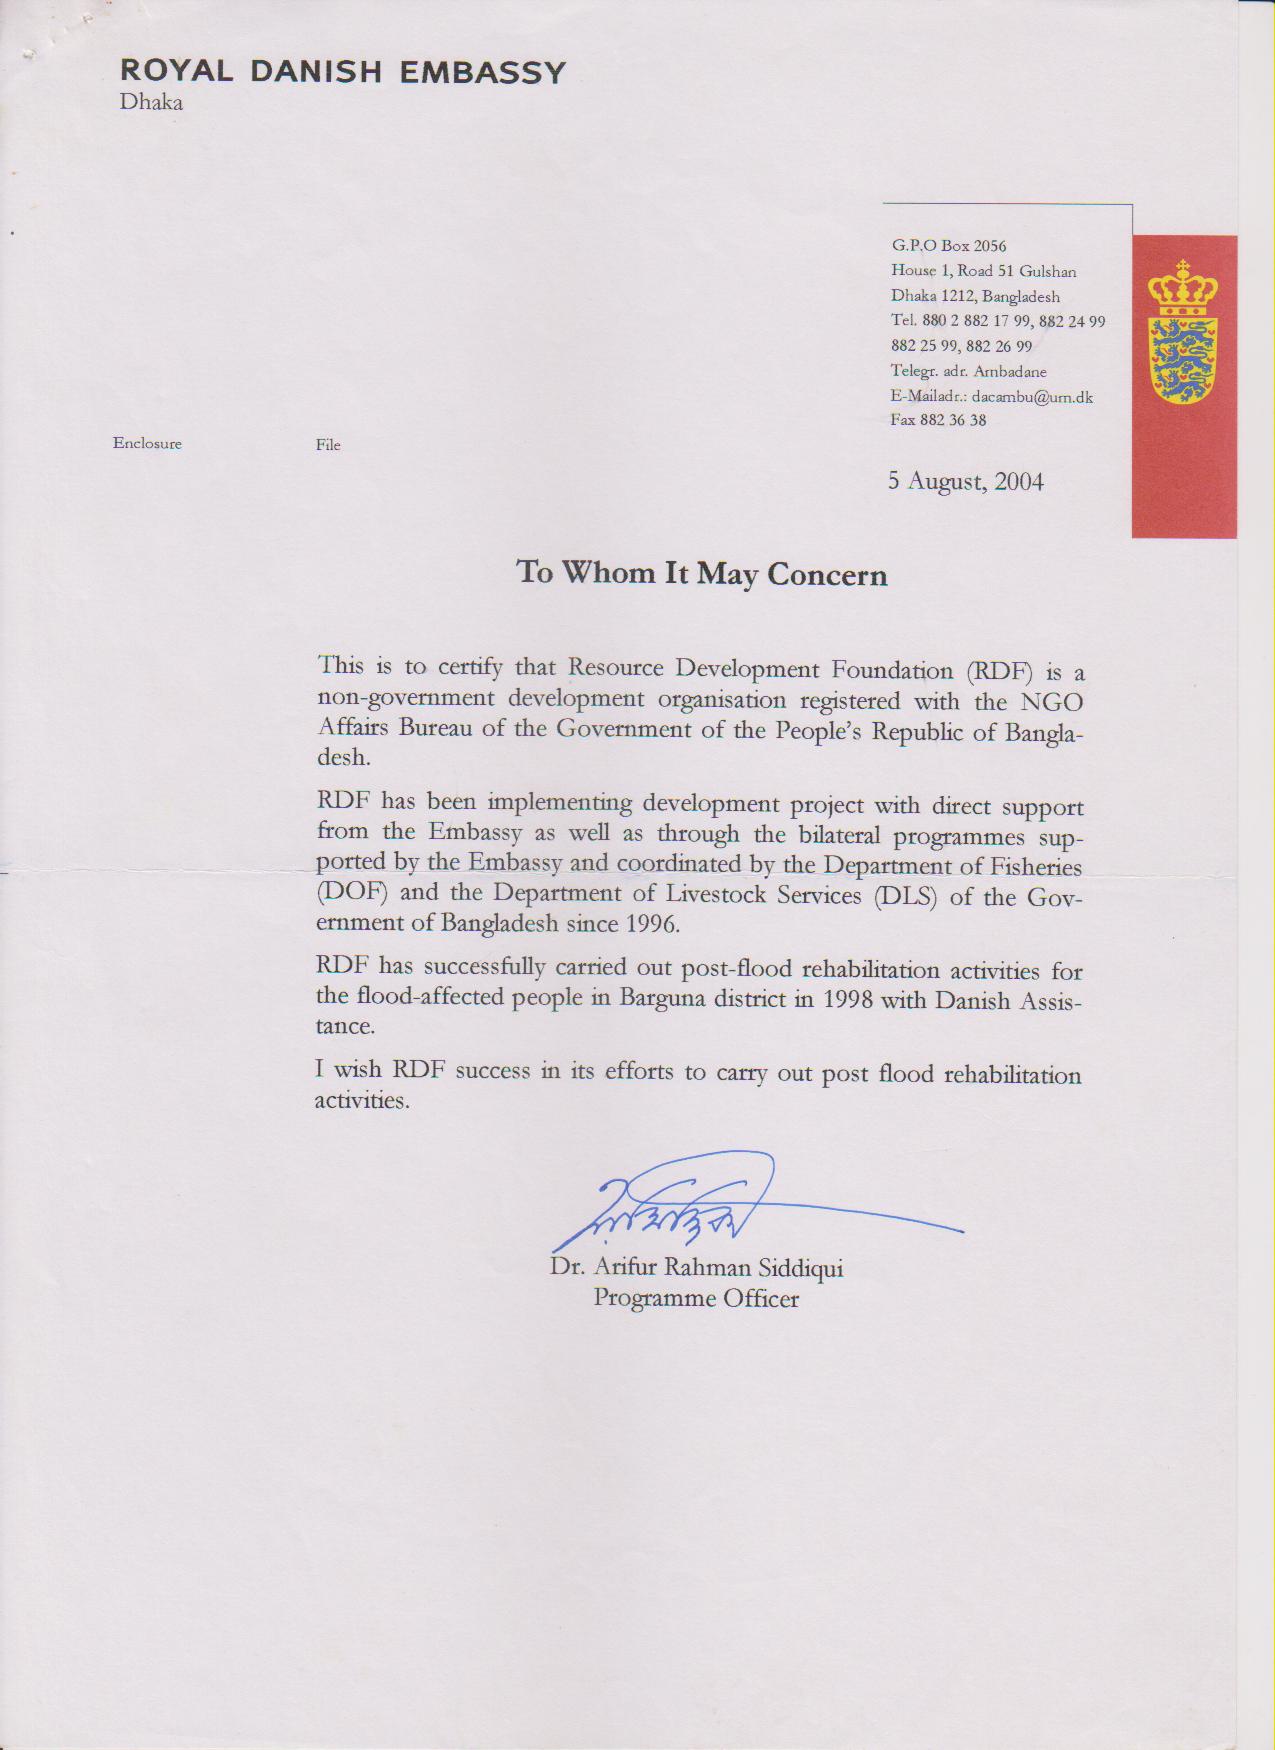 ROYAL DANISH EMBASSY
Dhaka
G.P.O Box 2056
House 1, Road 51 Gulshan
Dhaka 1212, Bangladesh
Tel. 880 2 882 17 99, 882 24 99
882 25 99, 882 26 99
Telegr. adr. Ambadane
E-Mailadr.: dacambu@um.dk
Fax 882 36 38
Enclosure File
5 August, 2004
To Whom It May Concern
This is to certify that Resource Development Foundation (RDF) is a
non-government development organisation registered with the NGO
Affairs Bureau of the Government of the People's Republic of Bangla-
desh.
RDF has been implementing development project with direct support
from the Embassy as well as through the bilateral programmes sup-
ported by the Embassy and coordinated by the Department of Fisheries
(DOF) and the Department of Livestock Services (DLS) of the Gov-
ernment of Bangladesh since 1996.
RDF has successfully carried out post-flood rehabilitation activities for
the flood-affected people in Barguna district in 1998 with Danish Assis-
tance.
I wish RDF success in its efforts to carry out post flood rehabilitation
activities.
Dr. Arifur Rahman Siddiqui
Programme Officer